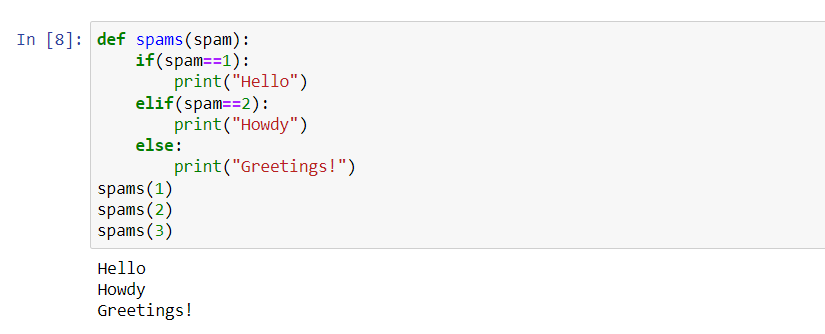 In [8]: def spams(spam):
    if(spam==1):
        print("Hello")
    elif(spam==2):
        print("Howdy")
    else:
        print("Greetings!")
spams(1)
spams(2)
spams(3)
Hello
Howdy
Greetings!